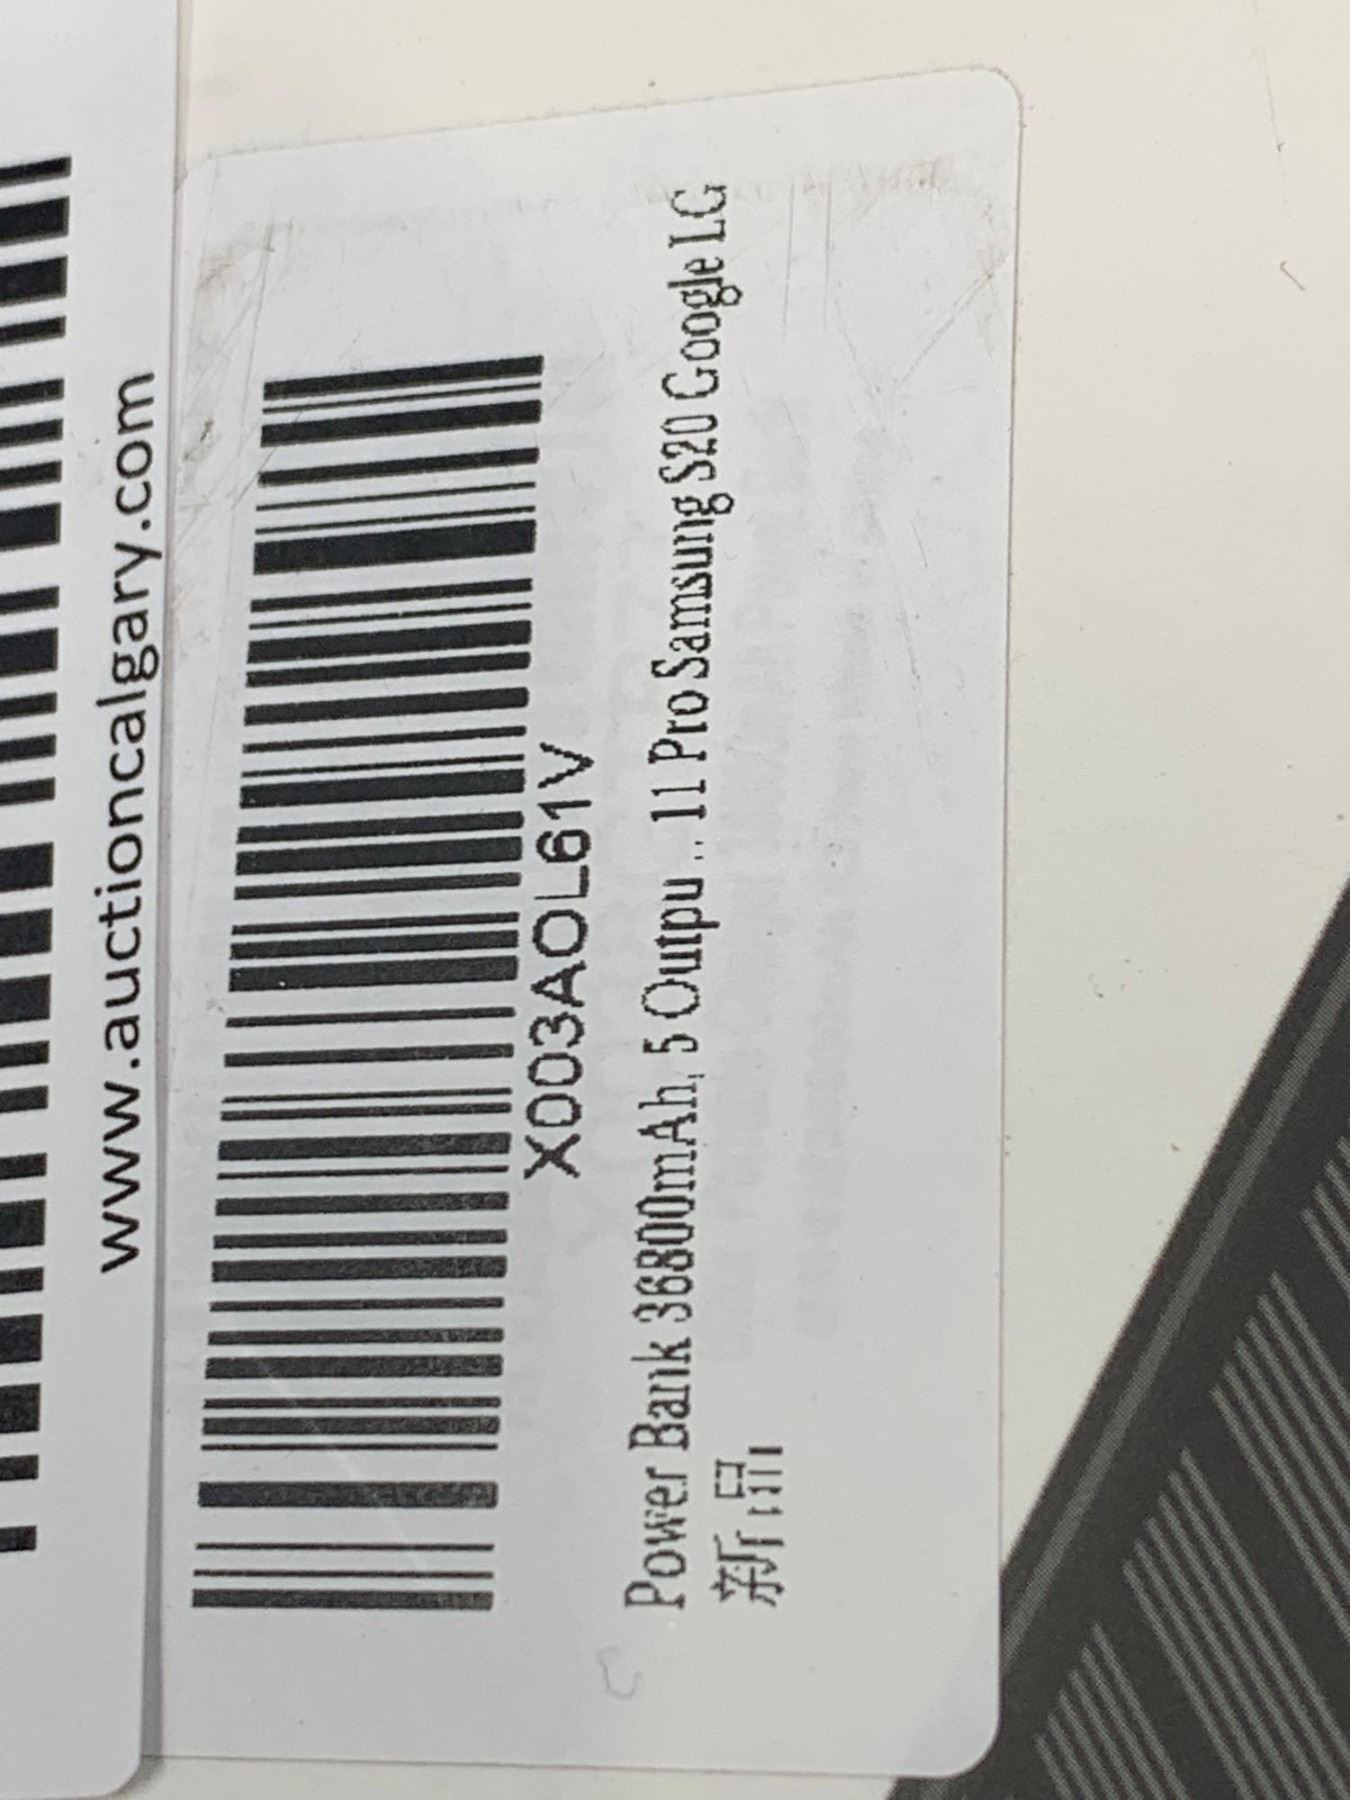 www.auctioncalgary.com
X003AOL61V
Power Bank 36800mAh, 5 Outpu...11 Pro Samsung S20 Google LG
新品